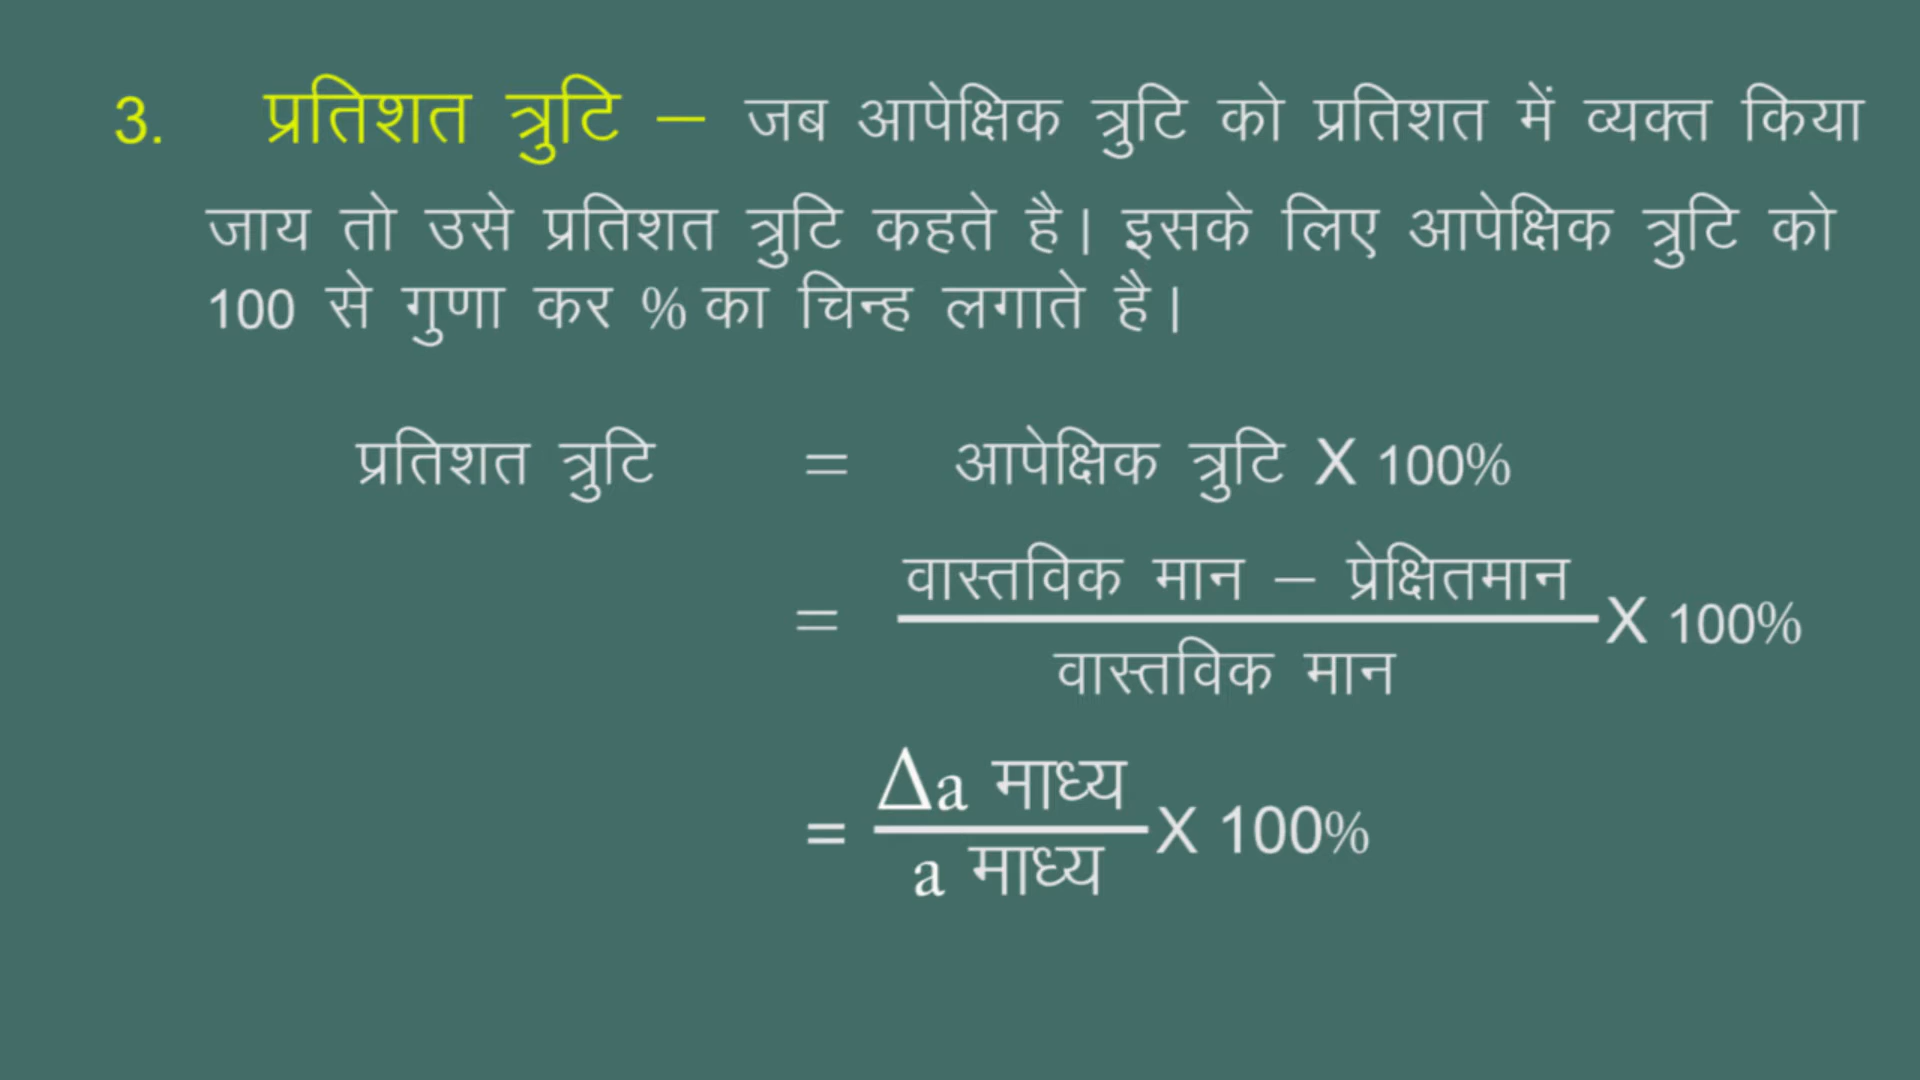 3. प्रतिशत त्रुटि – जब आपेक्षिक त्रुटि को प्रतिशत में व्यक्त किया
जाय तो उसे प्रतिशत त्रुटि कहते है। इसके लिए आपेक्षिक त्रुटि को
100 से गुणा कर % का चिन्ह लगाते है।
प्रतिशत त्रुटि = आपेक्षिक त्रुटि X 100%
वास्तविक मान – प्रेक्षितमान
= X 100%
वास्तविक मान
Δa माध्य
= X 100%
a माध्य